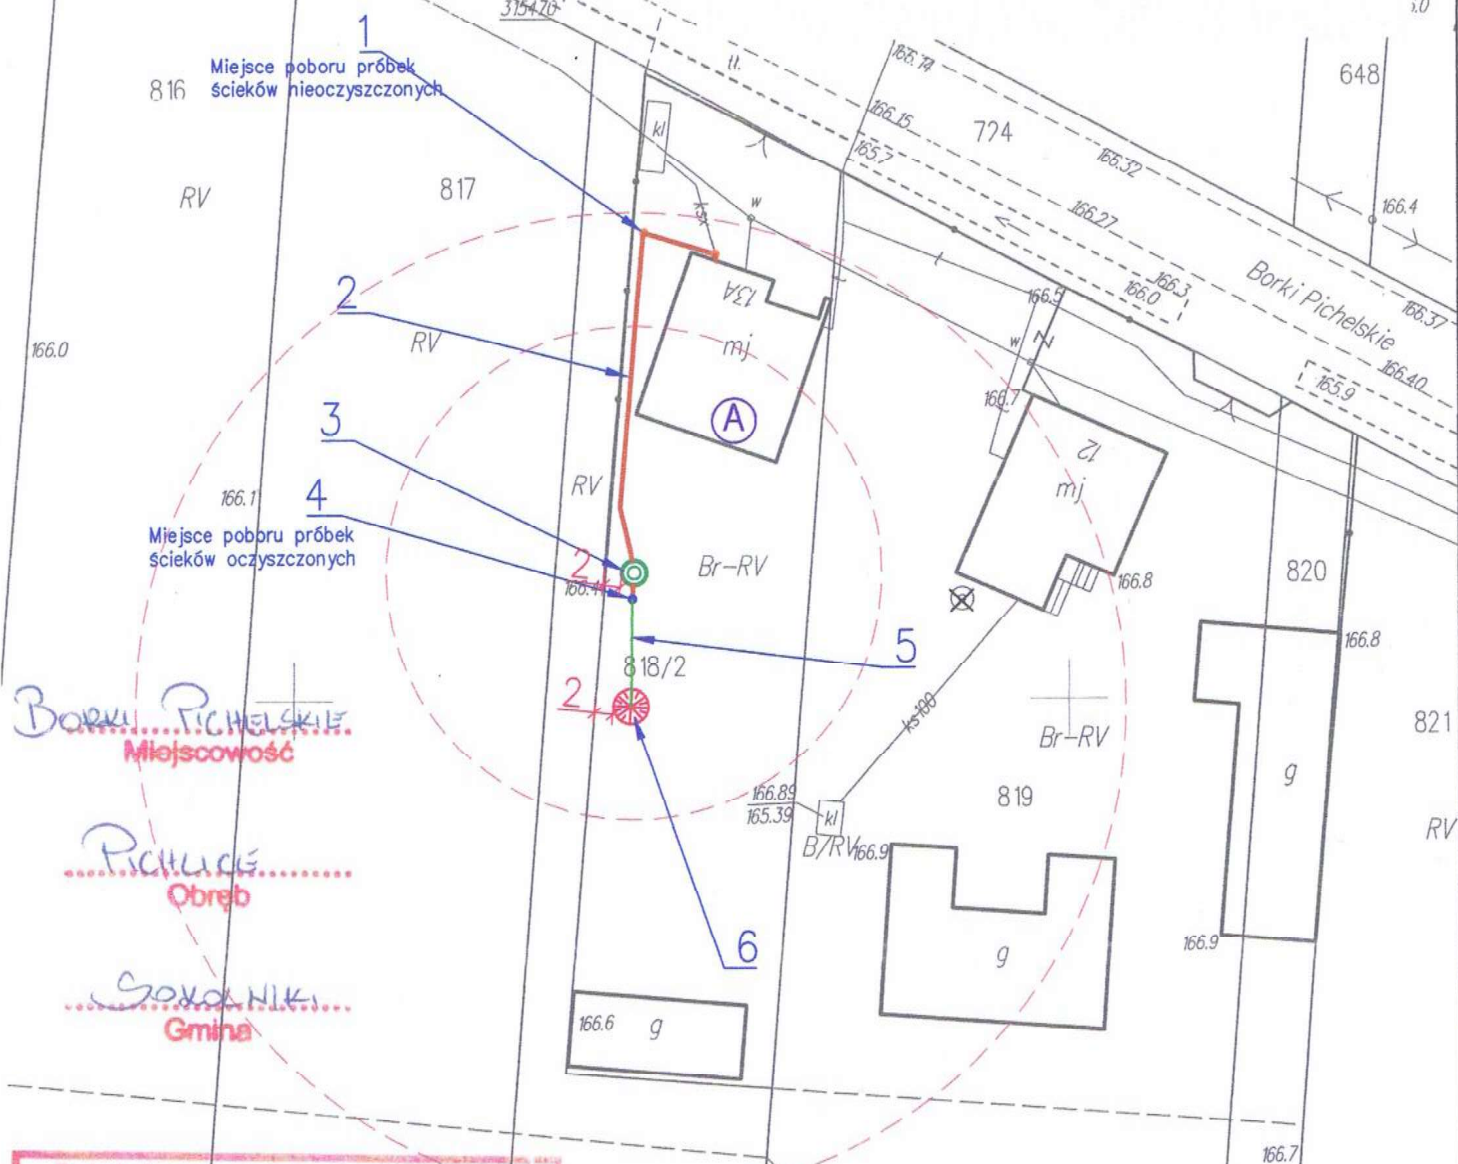 315470
1
Miejsce poboru próbek
ścieków nieoczyszczonych
816
RV
817
kl
ksx
w
tł.
166.14
166.15
165.7
724
166.32
166.27
648
166.4
166.3
166.0
Borki Pichelskie
166.37
166.40
165.9
166.5
w
N
166.7
2
RV
166.0
13A
mj
A
3
166.1
4
Miejsce poboru próbek
ścieków oczyszczonych
RV
2
166.4
Br-RV
12
mj
166.8
820
166.8
5
818/2
2
ks100
Br-RV
821
g
819
RV
166.89
165.39
kl
B/RV
166.9
g
166.9
6
166.6
g
166.7
BORKI PICHELSKIE
Miejscowość
PICHLICE
Obręb
SOKOLNIKI
Gmina